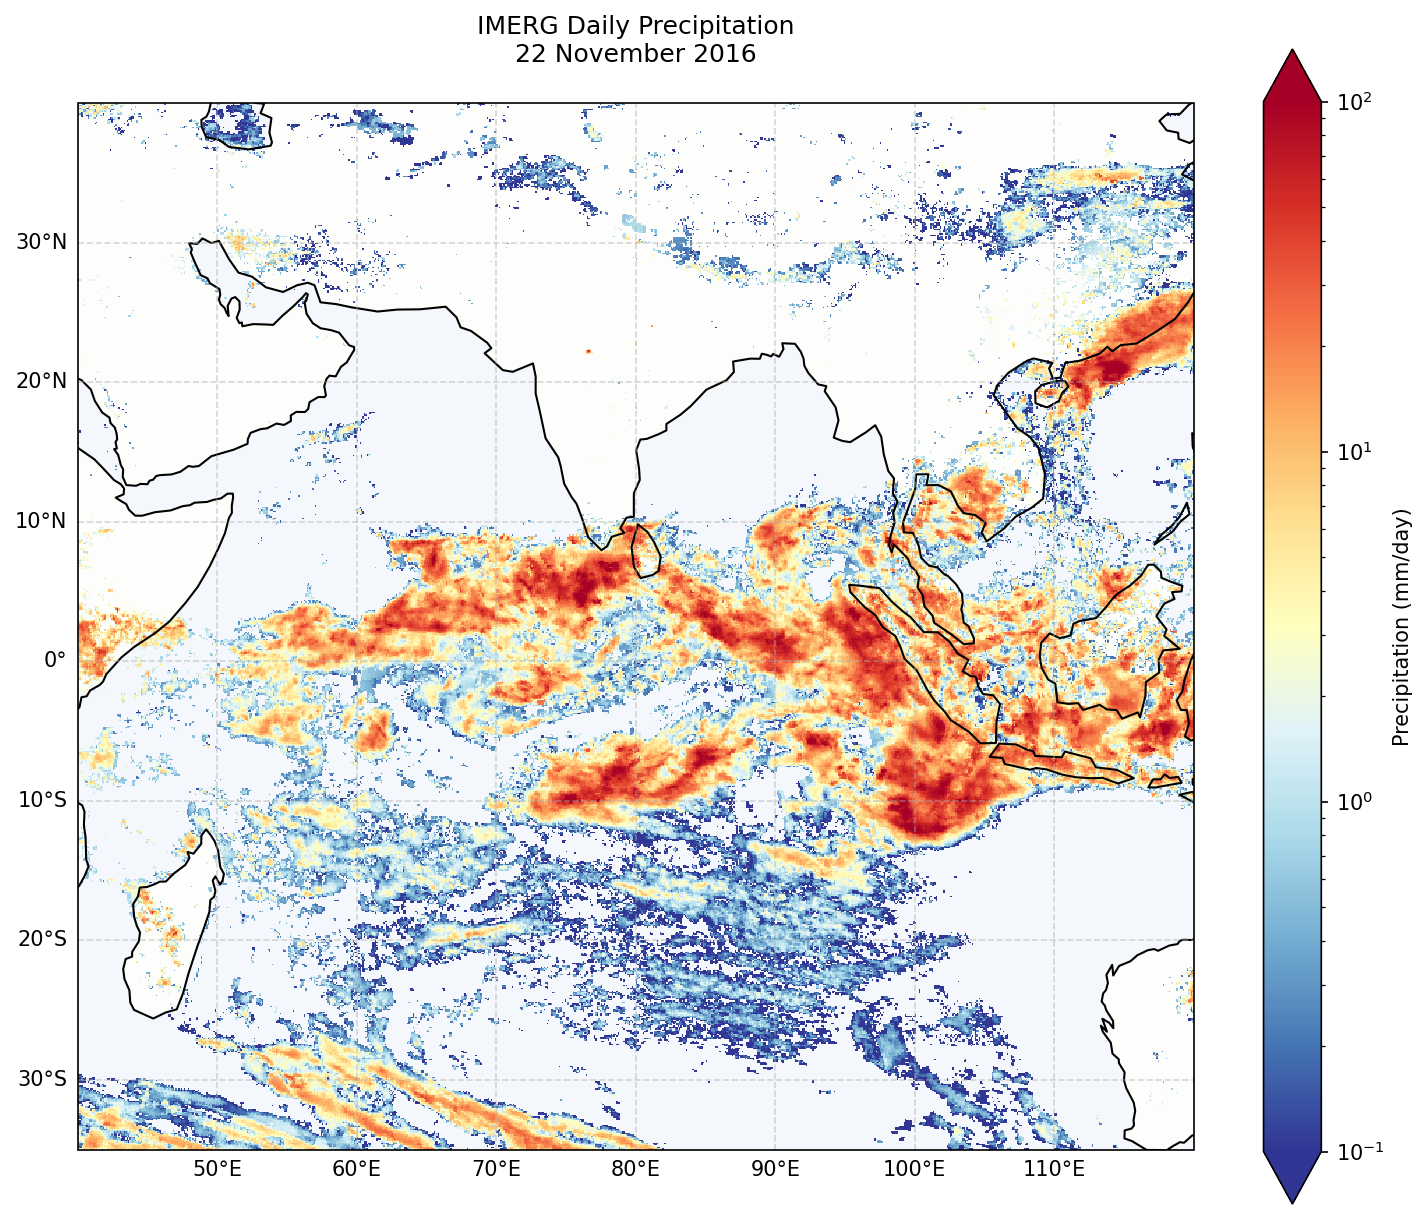 IMERG Daily Precipitation
22 November 2016
30°N
20°N
10°N
0°
10°S
20°S
30°S
50°E 60°E 70°E 80°E 90°E 100°E 110°E
10²
10¹
10⁰
10⁻¹
Precipitation (mm/day)